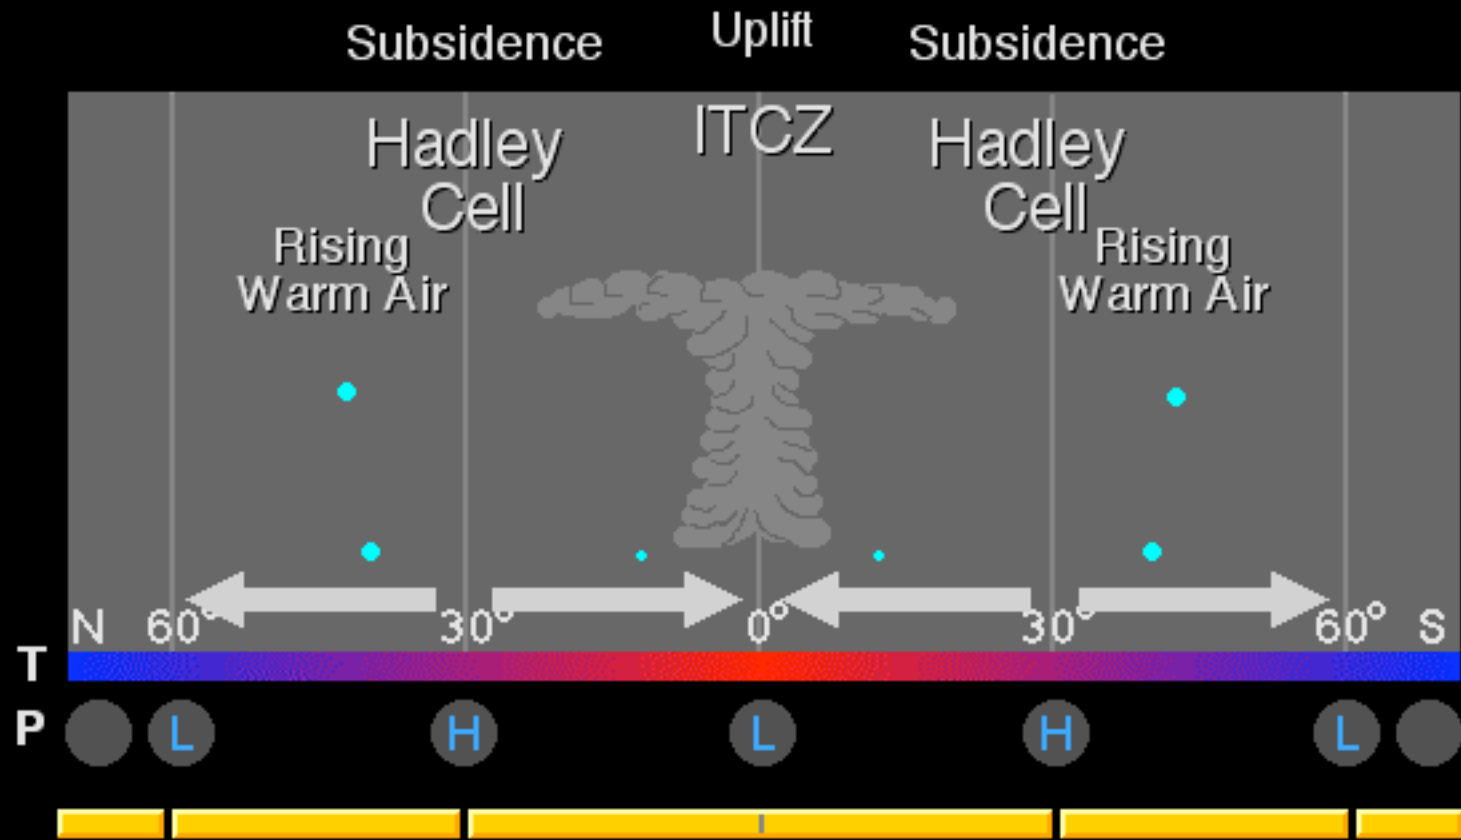 Subsidence Uplift Subsidence
Hadley Cell
ITCZ
Hadley Cell
Rising Warm Air
Rising Warm Air
N 60° 30° 0° 30° 60° S
T
P L H L H L